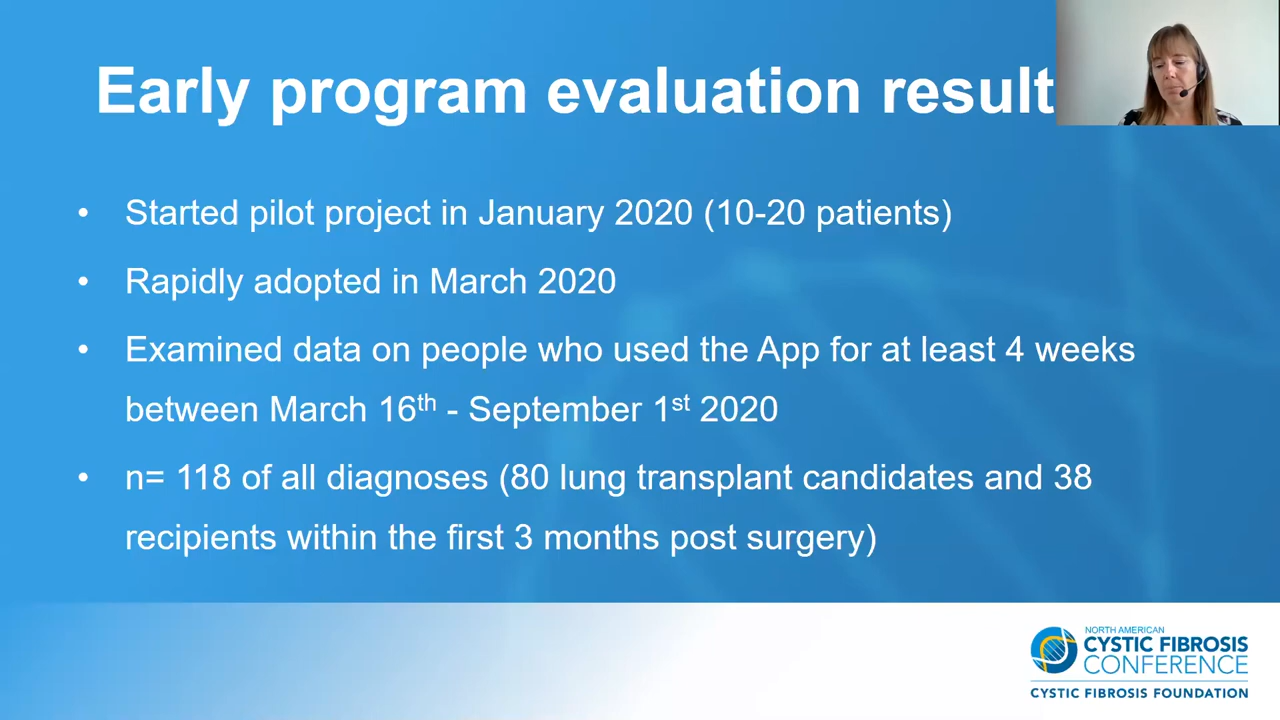 Early program evaluation result
• Started pilot project in January 2020 (10-20 patients)
• Rapidly adopted in March 2020
• Examined data on people who used the App for at least 4 weeks
between March 16th - September 1st 2020
• n= 118 of all diagnoses (80 lung transplant candidates and 38
recipients within the first 3 months post surgery)
NORTH AMERICAN
CYSTIC FIBROSIS
CONFERENCE
CYSTIC FIBROSIS FOUNDATION